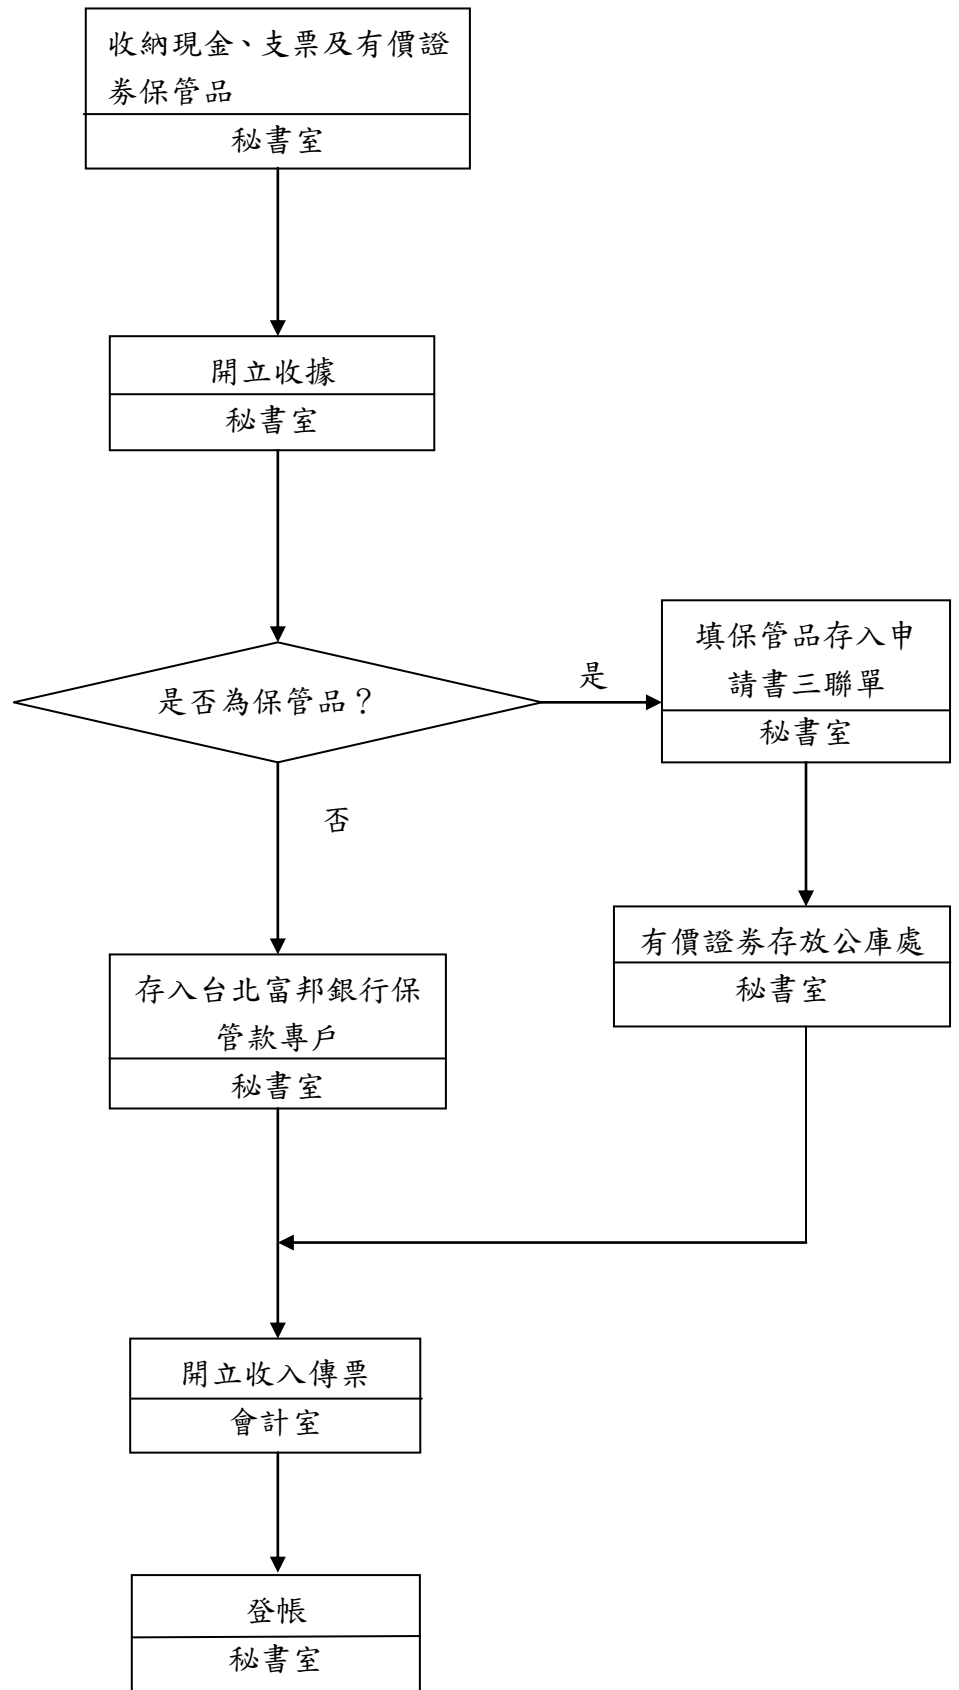 收納現金、支票及有價證
券保管品
秘書室
開立收據
秘書室
是否為保管品？
是
填保管品存入申
請書三聯單
秘書室
否
有價證券存放公庫處
秘書室
存入台北富邦銀行保
管款專戶
秘書室
開立收入傳票
會計室
登帳
秘書室